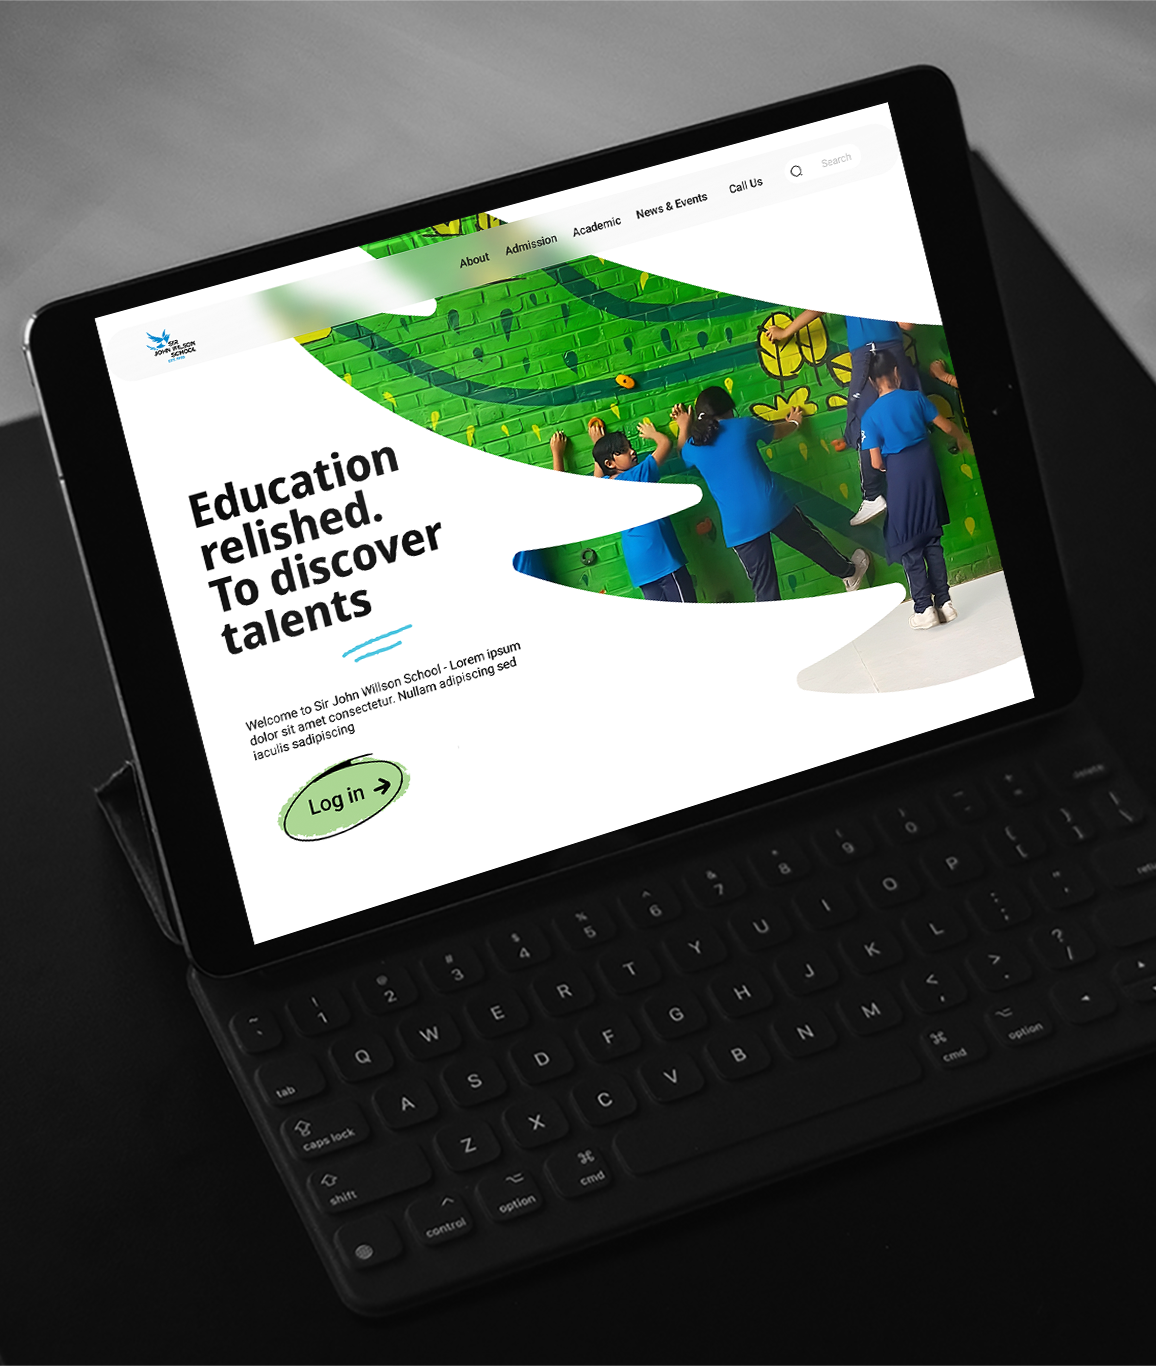 About Admission Academic News & Events Call Us Search
SIR
JOHN WILSON
SCHOOL
Education
relished.
To discover
talents
Welcome to Sir John Willson School - Lorem ipsum
dolor sit amet consectetur. Nullam adipiscing sed
iaculis sadipiscing
Log in →
~ ! @ # $ % ^ & * ( ) _ +
` 1 2 3 4 5 6 7 8 9 0 - = delete
tab Q W E R T Y U I O P { [ } ] | \
caps lock A S D F G H J K L : ; " '
shift Z X C V B N M < , > . ? /
control option cmd cmd option